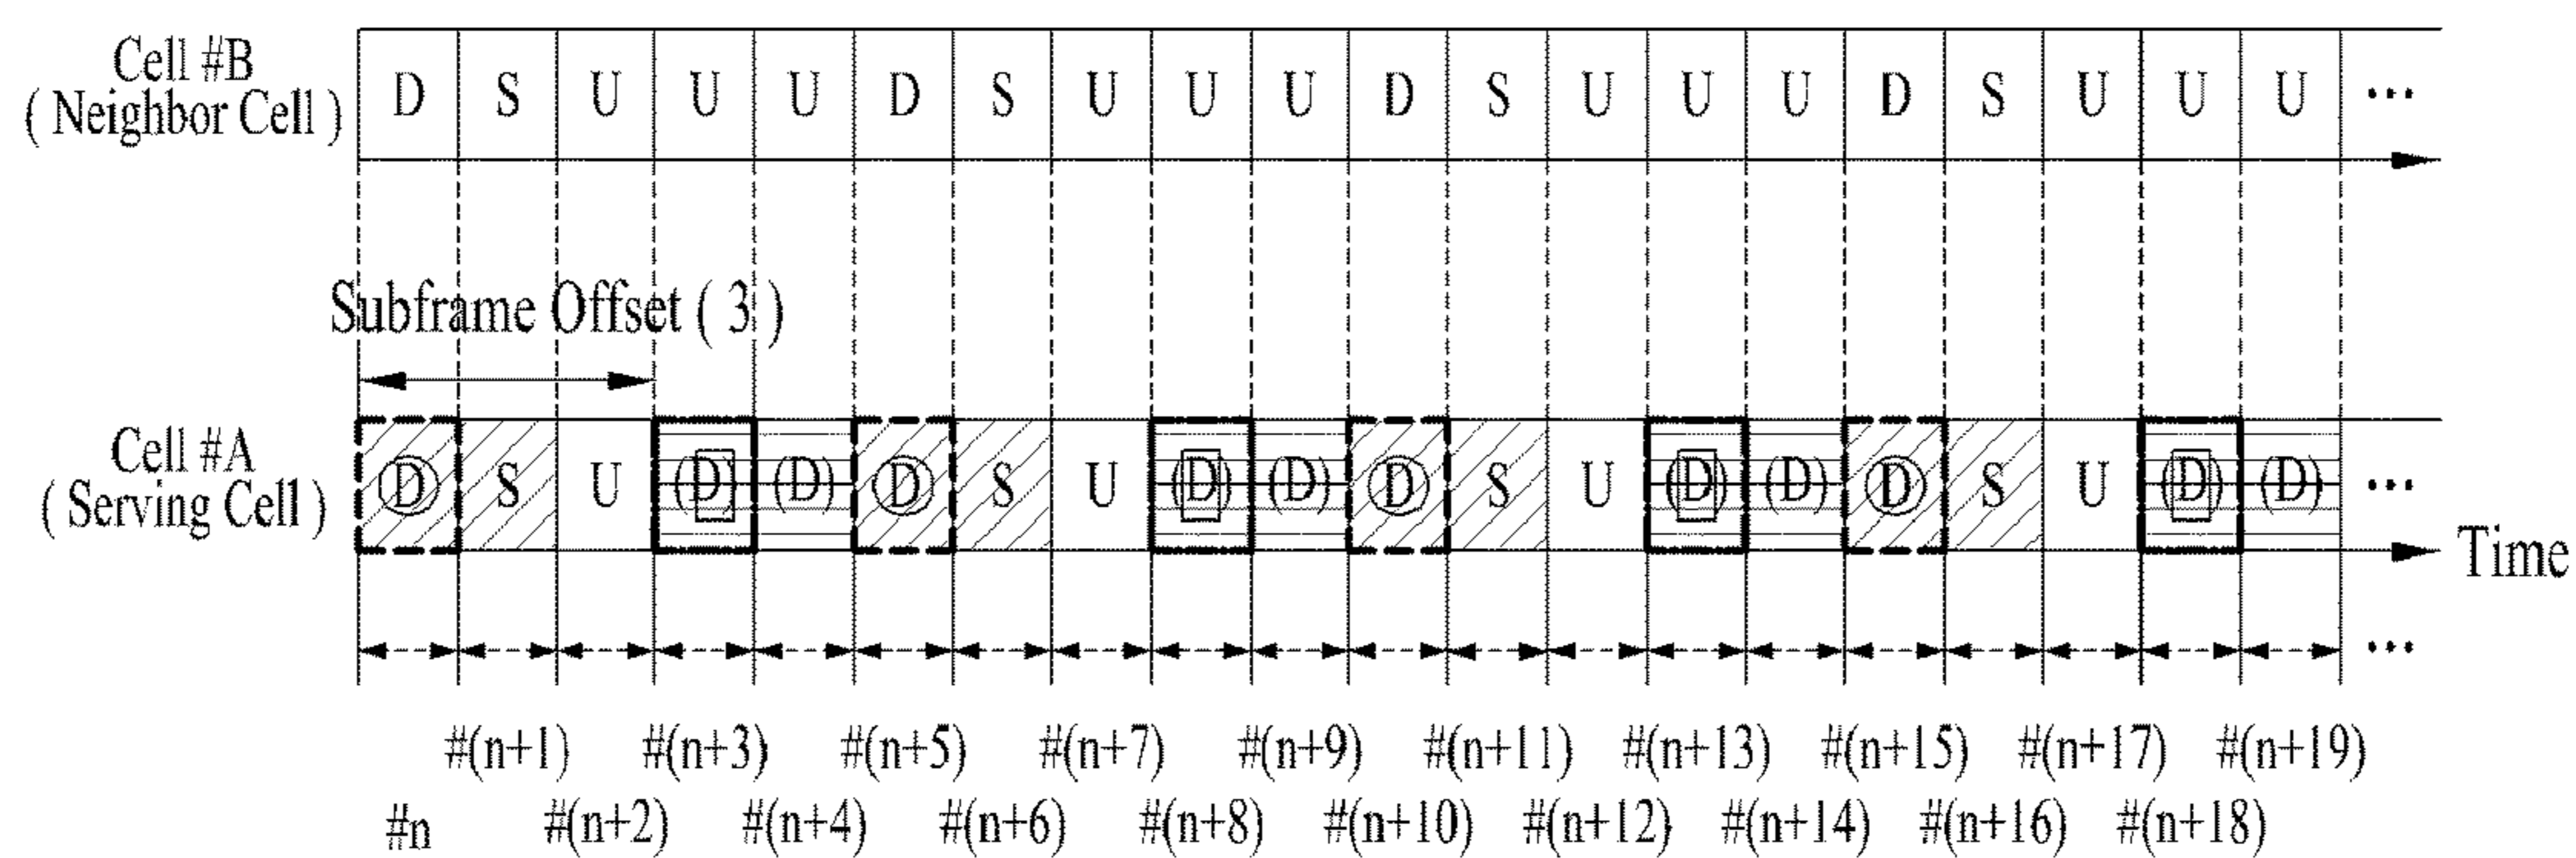 Cell #B
( Neighbor Cell )
D S U U U D S U U U D S U U U D S U U U ...
Subframe Offset ( 3 )
Cell #A
( Serving Cell )
D S U (D) (D) D S U (D) (D) D S U (D) (D) D S U (D) (D) ...
Time
...
#(n+1) #(n+3) #(n+5) #(n+7) #(n+9) #(n+11) #(n+13) #(n+15) #(n+17) #(n+19)
#n #(n+2) #(n+4) #(n+6) #(n+8) #(n+10) #(n+12) #(n+14) #(n+16) #(n+18)